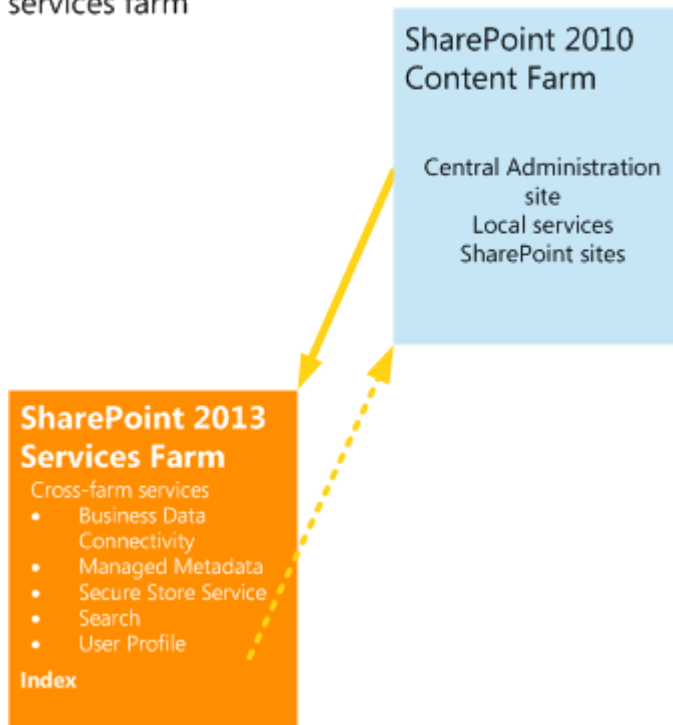 services farm
SharePoint 2010
Content Farm
Central Administration
site
Local services
SharePoint sites
SharePoint 2013
Services Farm
Cross-farm services
• Business Data
Connectivity
• Managed Metadata
• Secure Store Service
• Search
• User Profile
Index